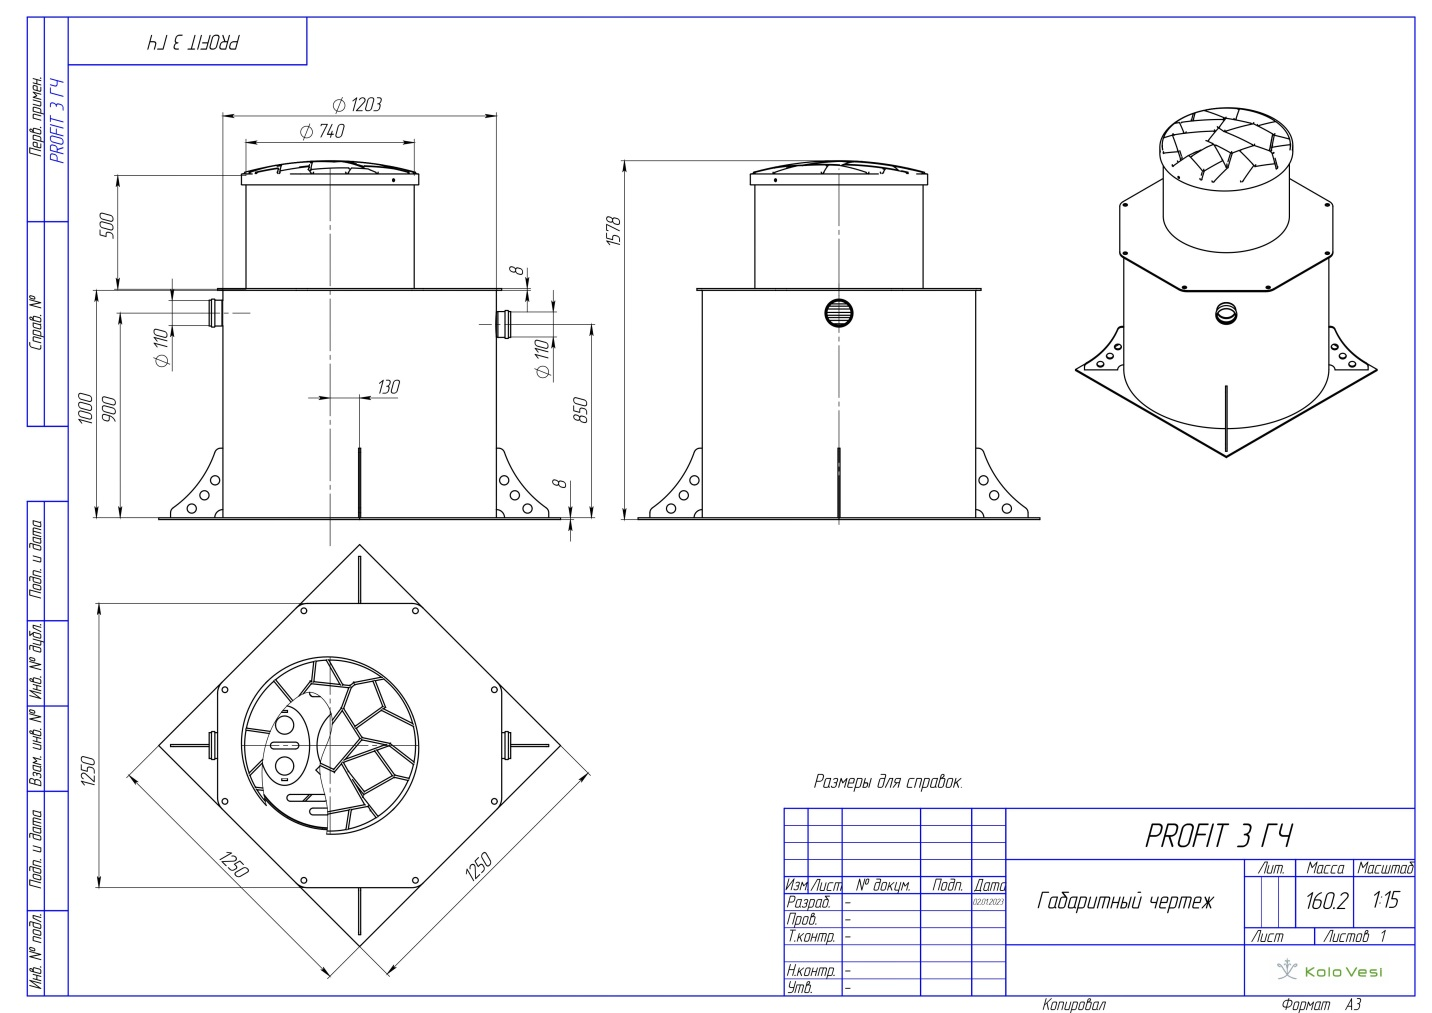 PROFIT 3 ГЧ
Перв. примен.
PROFIT 3 ГЧ
Справ. №
Подп. и дата
Инв. № дубл.
Взам. инв. №
Подп. и дата
Инв. № подл.
⌀ 1203
⌀ 740
500
8
⌀ 110
⌀ 110
1000
900
130
850
8
1578
1250
1250
1250
Размеры для справок.
PROFIT 3 ГЧ
Лит. Масса Масштаб
Изм Лист № докум. Подп. Дата
Разраб. – 02.01.2023
Пров. –
Т.контр. –
Н.контр. –
Утв. –
Габаритный чертеж
160.2 1:15
Лист Листов 1
Kolo Vesi
Копировал Формат А3